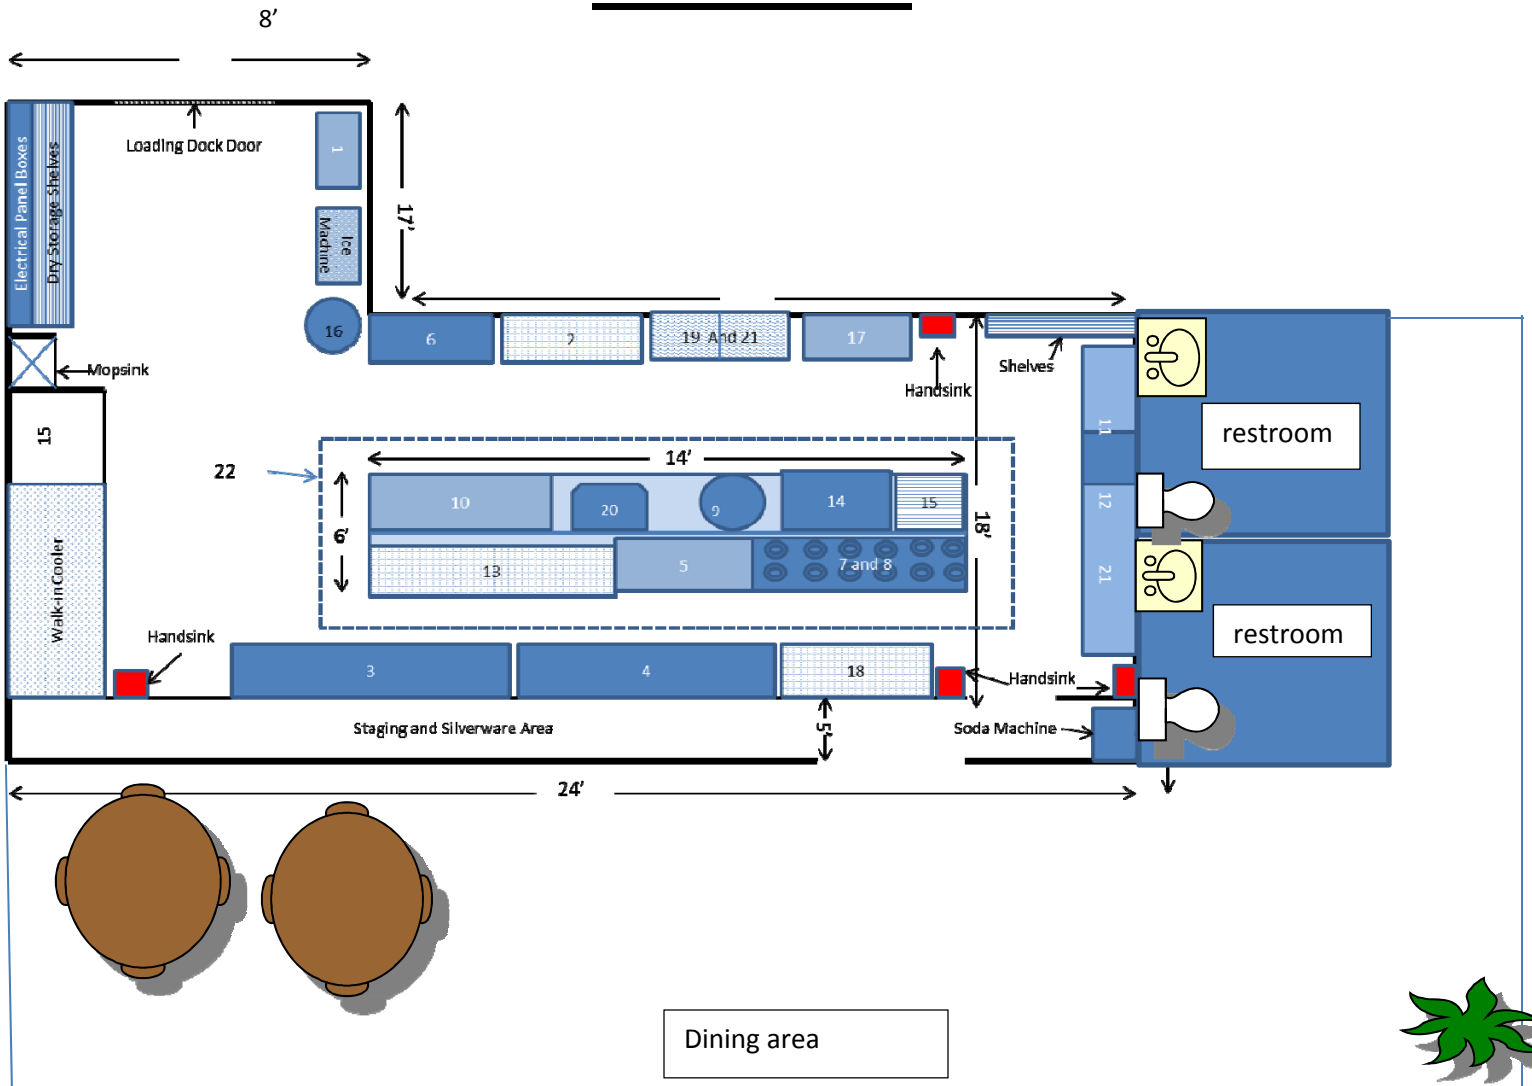 8’
Loading Dock Door
1
Electrical Panel Boxes
Dry Storage Shelves
17’
Ice
Machine
16
6
2
19 And 21
17
Handsink
Shelves
Mopsink
15
11
restroom
22
14’
10
20
9
14
15
12
18’
6’
13
5
7 and 8
21
Walk-in Cooler
restroom
Handsink
3
4
18
Handsink
Staging and Silverware Area
5’
Soda Machine
24’
Dining area